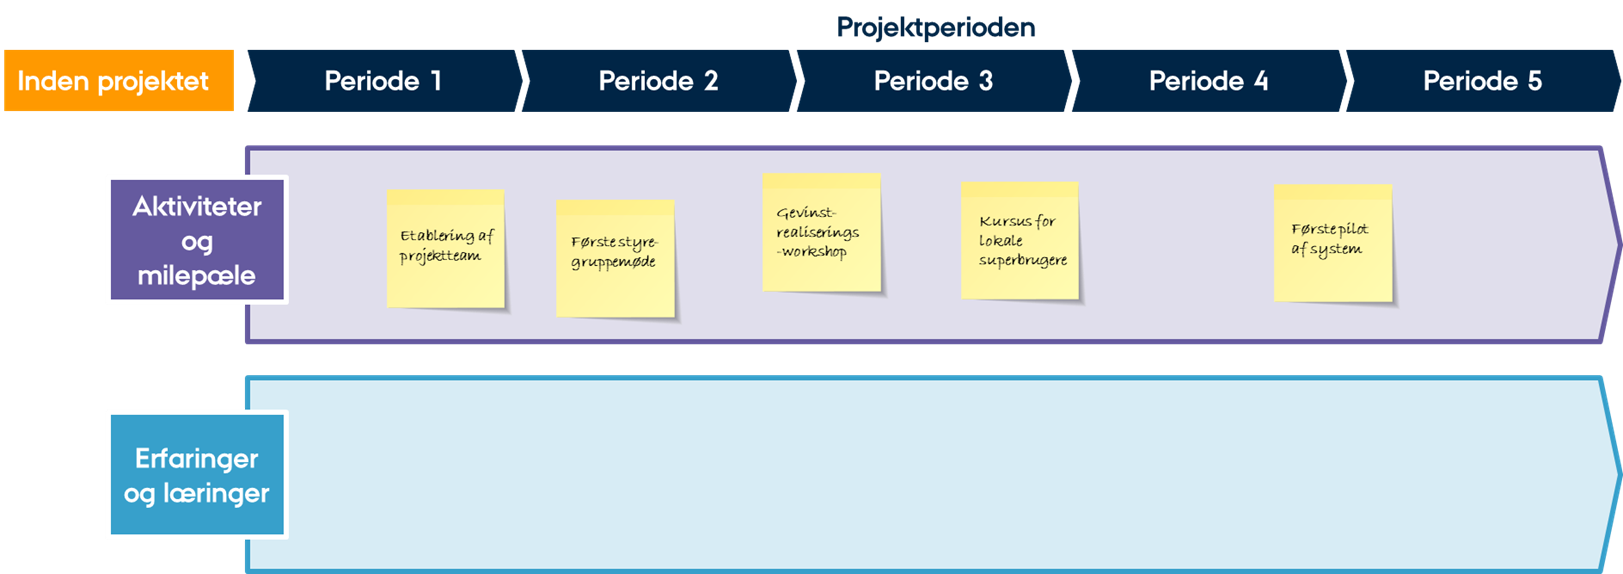 Projektperioden
Inden projektet
Periode 1
Periode 2
Periode 3
Periode 4
Periode 5
Aktiviteter
og
milepæle
Etablering af
projektteam
Første styre-
gruppemøde
Gevinst-
realiserings
-workshop
Kursus for
lokale
superbrugere
Første pilot
af system
Erfaringer
og læringer